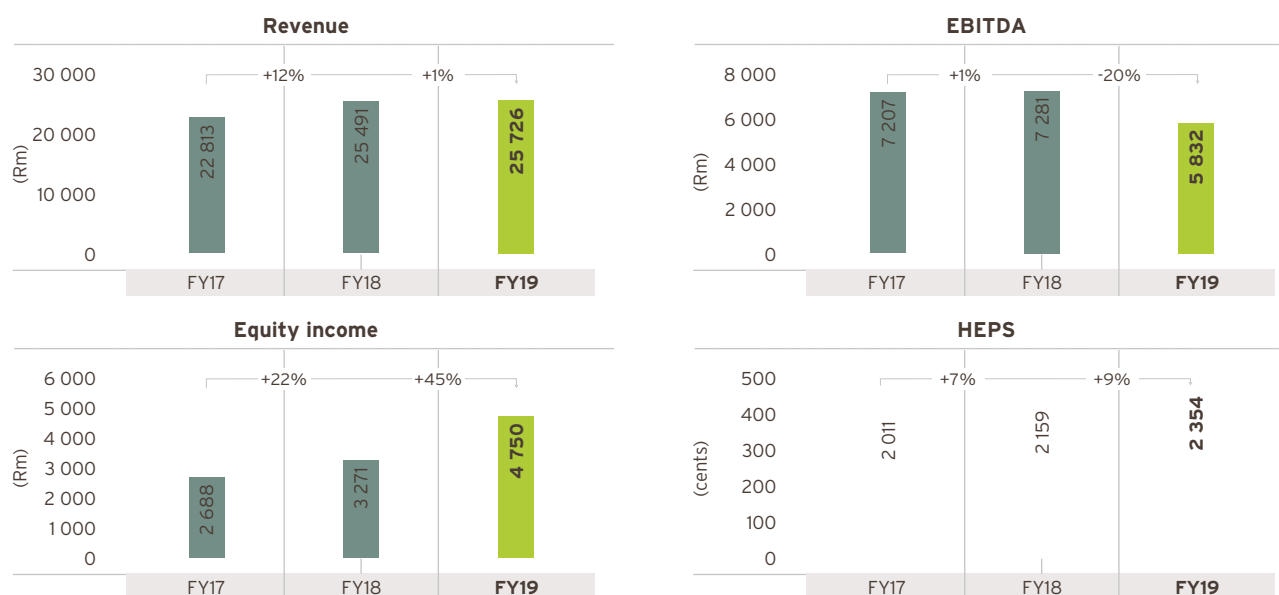 Revenue
(Rm)
30 000
20 000
10 000
0
+12%
+1%
22 813
25 491
25 726
FY17
FY18
FY19
EBITDA
(Rm)
8 000
6 000
4 000
2 000
0
+1%
-20%
7 207
7 281
5 832
FY17
FY18
FY19
Equity income
(Rm)
6 000
5 000
4 000
3 000
2 000
1 000
0
+22%
+45%
2 688
3 271
4 750
FY17
FY18
FY19
HEPS
(cents)
500
400
300
200
100
0
+7%
+9%
2 011
2 159
2 354
FY17
FY18
FY19